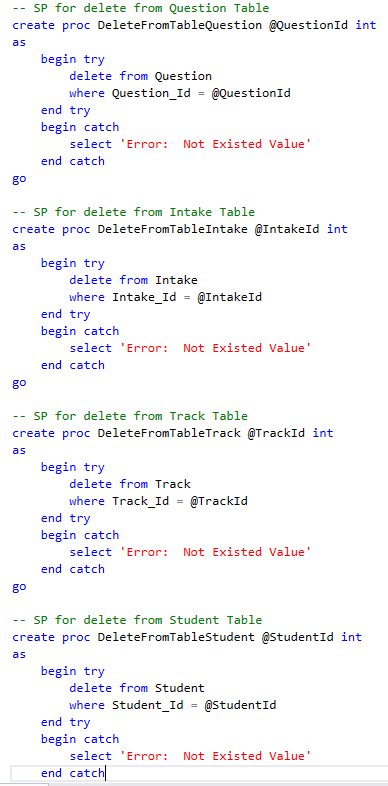 -- SP for delete from Question Table
create proc DeleteFromTableQuestion @QuestionId int
as
    begin try
        delete from Question
        where Question_Id = @QuestionId
    end try
    begin catch
        select 'Error:  Not Existed Value'
    end catch
go

-- SP for delete from Intake Table
create proc DeleteFromTableIntake @IntakeId int
as
    begin try
        delete from Intake
        where Intake_Id = @IntakeId
    end try
    begin catch
        select 'Error:  Not Existed Value'
    end catch
go

-- SP for delete from Track Table
create proc DeleteFromTableTrack @TrackId int
as
    begin try
        delete from Track
        where Track_Id = @TrackId
    end try
    begin catch
        select 'Error:  Not Existed Value'
    end catch
go

-- SP for delete from Student Table
create proc DeleteFromTableStudent @StudentId int
as
    begin try
        delete from Student
        where Student_Id = @StudentId
    end try
    begin catch
        select 'Error:  Not Existed Value'
    end catch